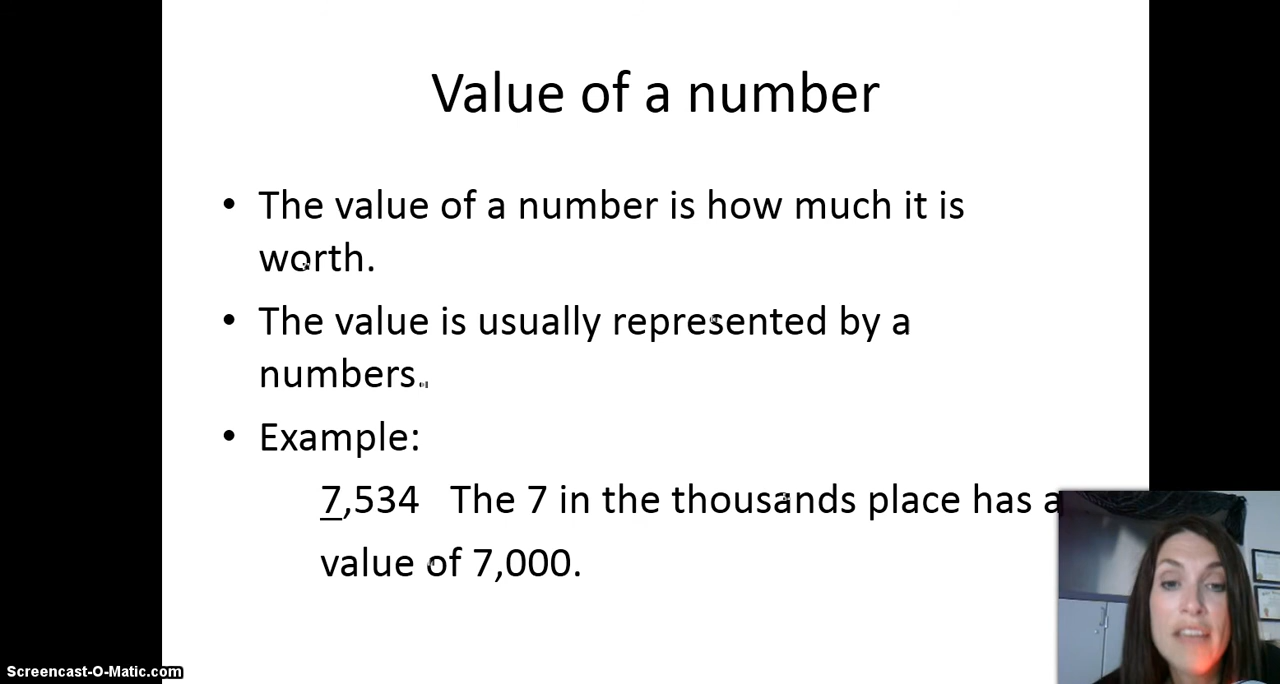 Value of a number
• The value of a number is how much it is
worth.
• The value is usually represented by a
numbers.
• Example:
7,534 The 7 in the thousands place has a
value of 7,000.
Screencast-O-Matic.com